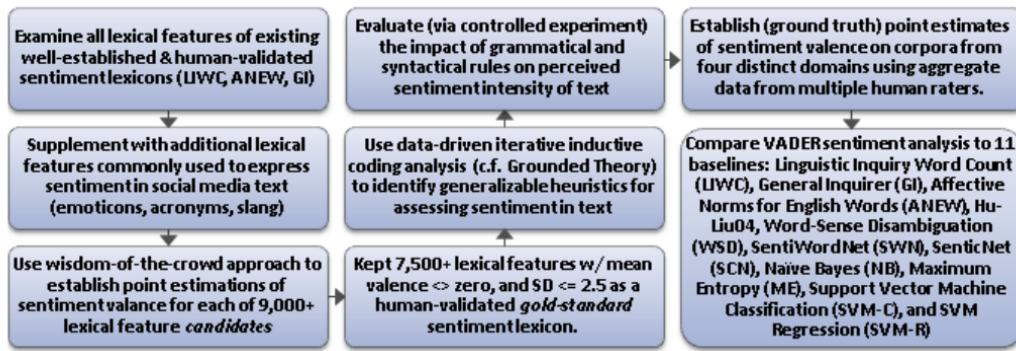 Examine all lexical features of existing
well-established & human-validated
sentiment lexicons (LIWC, ANEW, GI)
Supplement with additional lexical
features commonly used to express
sentiment in social media text
(emoticons, acronyms, slang)
Use wisdom-of-the-crowd approach to
establish point estimations of
sentiment valance for each of 9,000+
lexical feature candidates
Kept 7,500+ lexical features w/ mean
valence <> zero, and SD <= 2.5 as a
human-validated gold-standard
sentiment lexicon.
Use data-driven iterative inductive
coding analysis (c.f. Grounded Theory)
to identify generalizable heuristics for
assessing sentiment in text
Evaluate (via controlled experiment)
the impact of grammatical and
syntactical rules on perceived
sentiment intensity of text
Establish (ground truth) point estimates
of sentiment valence on corpora from
four distinct domains using aggregate
data from multiple human raters.
Compare VADER sentiment analysis to 11
baselines: Linguistic Inquiry Word Count
(LIWC), General Inquirer (GI), Affective
Norms for English Words (ANEW), Hu-
Liu04, Word-Sense Disambiguation
(WSD), SentiWordNet (SWN), SenticNet
(SCN), Naïve Bayes (NB), Maximum
Entropy (ME), Support Vector Machine
Classification (SVM-C), and SVM
Regression (SVM-R)